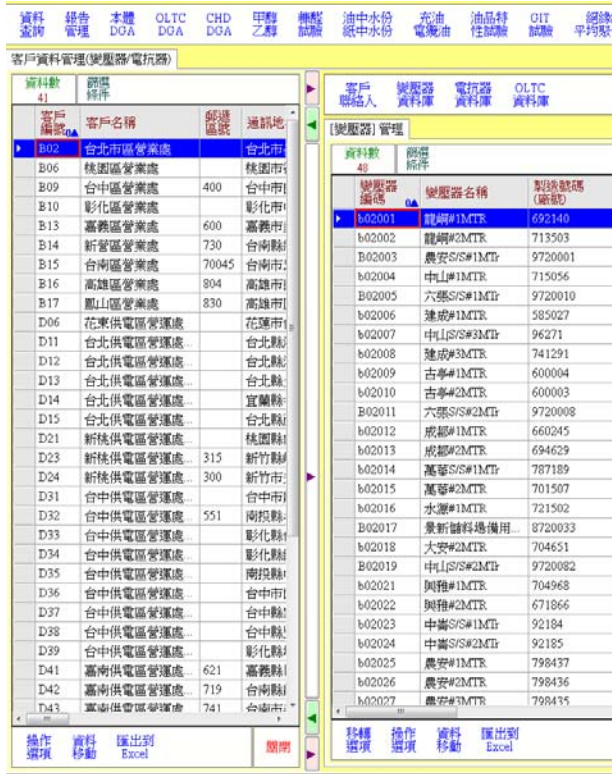 資料查詢 報告管理 本體DGA OLTC DGA CHD DGA 甲醇乙醇 糠醛試驗 油中水份紙中水份 充油電纜油 油品特性試驗 OIT試驗
客戶資料管理(變壓器/電抗器)
資料數 41 篩選條件
客戶編號 客戶名稱 郵遞區號 通訊地
B02 台北市區營業處 台北市
B06 桃園區營業處 桃園市
B09 台中區營業處 400 台中市
B10 彰化區營業處 彰化市
B13 嘉義區營業處 600 嘉義市
B14 新營區營業處 730 台南縣
B15 台南區營業處 70045 台南市
B16 高雄區營業處 804 高雄市
B17 鳳山區營業處 830 高雄市
D06 花東供電區營運處 花蓮市
D11 台北供電區營運處... 台北縣
D12 台北供電區營運處... 台北縣
D13 台北供電區營運處... 台北縣
D14 台北供電區營運處... 宜蘭縣
D15 台北供電區營運處... 台北縣
D21 新桃供電區營運處... 桃園縣
D23 新桃供電區營運處... 315 新竹縣
D24 新桃供電區營運處... 300 新竹市
D31 台中供電區營運處... 台中市
D32 台中供電區營運處... 551 南投縣
D33 台中供電區營運處... 彰化縣
D34 台中供電區營運處... 彰化縣
D35 台中供電區營運處... 南投縣
D36 台中供電區營運處... 台中市
D37 台中供電區營運處... 台中縣
D38 台中供電區營運處... 台中縣
D39 台中供電區營運處... 彰化縣
D41 嘉南供電區營運處... 621 嘉義縣
D42 嘉南供電區營運處... 719 台南縣
D43 嘉南供電區營運處... 741 台南市
操作選項 資料移動 匯出到Excel 關閉
客戶聯絡人 變壓器資料庫 電抗器資料庫 OLTC資料庫
[變壓器] 管理
資料數 48 篩選條件
變壓器編碼 變壓器名稱 製造號碼(廠號)
b02001 龍峒#1MTR 692140
b02002 龍峒#2MTR 713503
B02003 農安S/S#1MTr 9720001
b02004 中山#1MTR 715056
B02005 六張S/S#1MTr 9720010
b02006 建成#1MTR 585027
b02007 中山S/S#3MTr 96271
b02008 建成#3MTR 741291
b02009 古亭#1MTR 600004
b02010 古亭#2MTR 600003
B02011 六張S/S#2MTr 9720008
b02012 成都#1MTR 660245
b02013 成都#2MTR 694629
b02014 萬華S/S#1MTr 787189
b02015 萬華#2MTR 701507
b02016 水源#1MTR 721502
B02017 景新儲料場備用... 8720033
b02018 大安#2MTR 704651
B02019 中山S/S#2MTr 9720082
b02021 興雅#1MTR 704968
b02022 興雅#2MTR 671866
b02023 中崙S/S#1MTr 92184
b02024 中崙S/S#2MTr 92185
b02025 農安#1MTR 798437
b02026 農安#2MTR 798436
b02027 農安#3MTR 798435
移轉選項 操作選項 資料移動 匯出到Excel